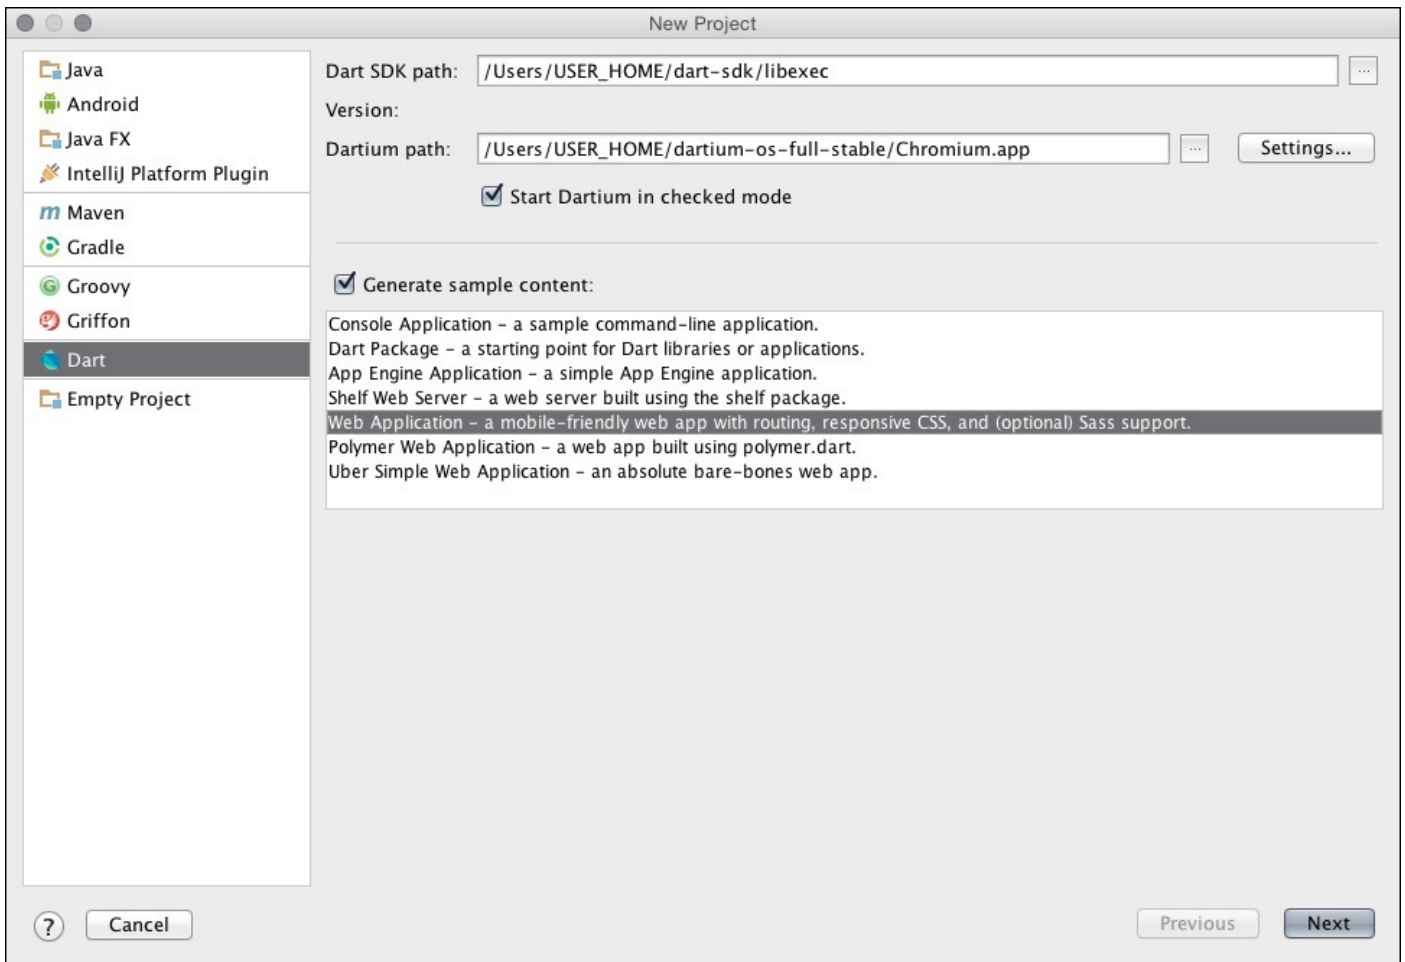 New Project
Java
Android
Java FX
IntelliJ Platform Plugin
Maven
Gradle
Groovy
Griffon
Dart
Empty Project
Dart SDK path: /Users/USER_HOME/dart-sdk/libexec ...
Version:
Dartium path: /Users/USER_HOME/dartium-os-full-stable/Chromium.app ... Settings...
Start Dartium in checked mode
Generate sample content:
Console Application – a sample command-line application.
Dart Package – a starting point for Dart libraries or applications.
App Engine Application – a simple App Engine application.
Shelf Web Server – a web server built using the shelf package.
Web Application – a mobile-friendly web app with routing, responsive CSS, and (optional) Sass support.
Polymer Web Application – a web app built using polymer.dart.
Uber Simple Web Application – an absolute bare-bones web app.
? Cancel Previous Next